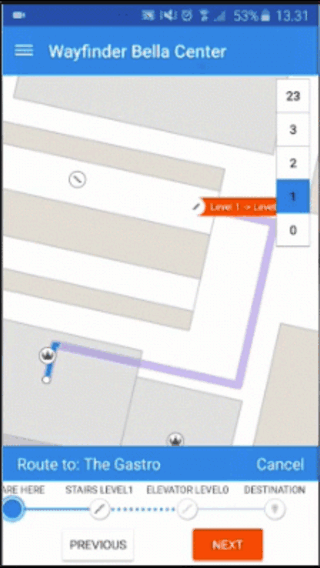 53% 13.31
Wayfinder Bella Center
23
3
2
1
0
Level 1 -> Level
Route to: The Gastro
Cancel
ARE HERE STAIRS LEVEL1 ELEVATOR LEVEL0 DESTINATION
PREVIOUS NEXT